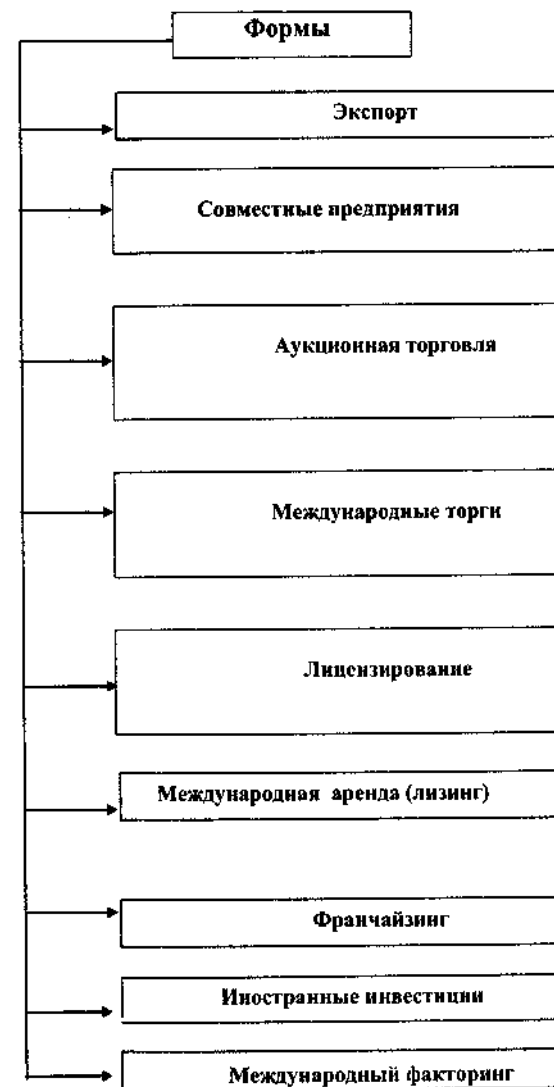 Формы
Экспорт
Совместные предприятия
Аукционная торговля
Международные торги
Лицензирование
Международная аренда (лизинг)
Франчайзинг
Иностранные инвестиции
Международный факторинг